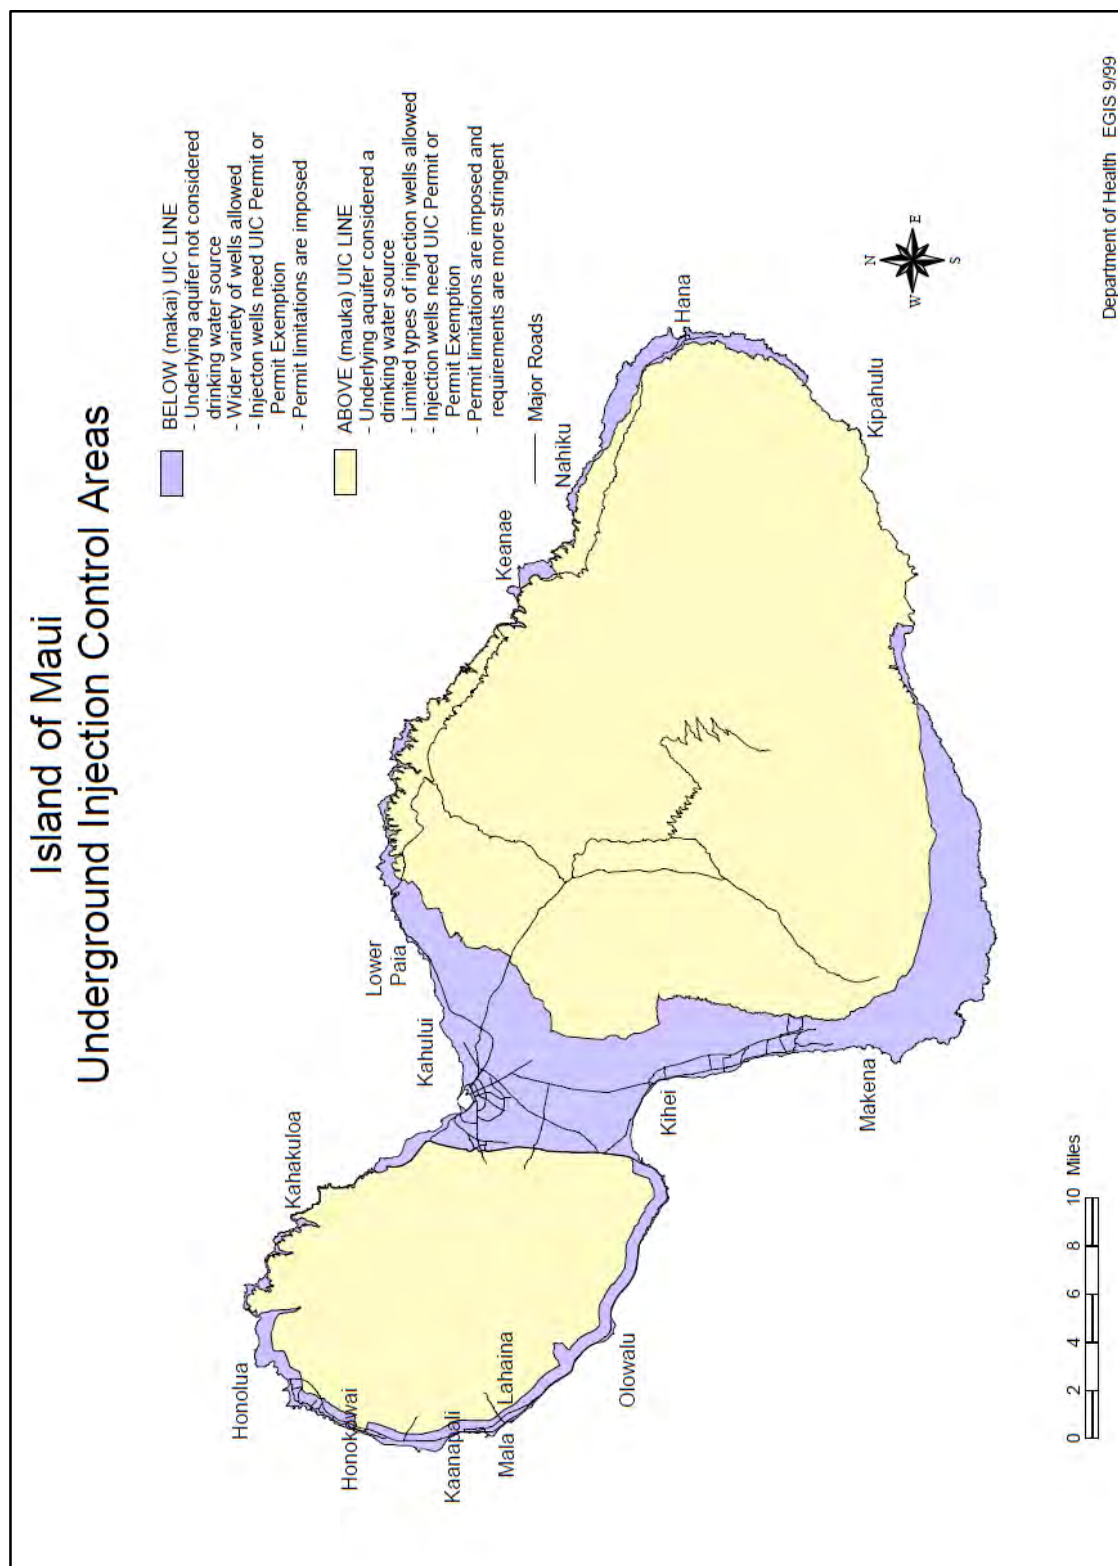 Island of Maui
Underground Injection Control Areas
BELOW (makai) UIC LINE
- Underlying aquifer not considered
drinking water source
- Wider variety of wells allowed
- Injecton wells need UIC Permit or
Permit Exemption
- Permit limitations are imposed
ABOVE (mauka) UIC LINE
- Underlying aquifer considered a
drinking water source
- Limited types of injection wells allowed
- Injection wells need UIC Permit or
Permit Exemption
- Permit limitations are imposed and
requirements are more stringent
Major Roads
Honolua
Kahakuloa
Honokowai
Kaanapali
Mala
Lahaina
Olowalu
Kahului
Lower
Paia
Keanae
Nahiku
Hana
Kihei
Makena
Kipahulu
N
W
E
S
0 2 4 6 8 10 Miles
Department of Health EGIS 9/99